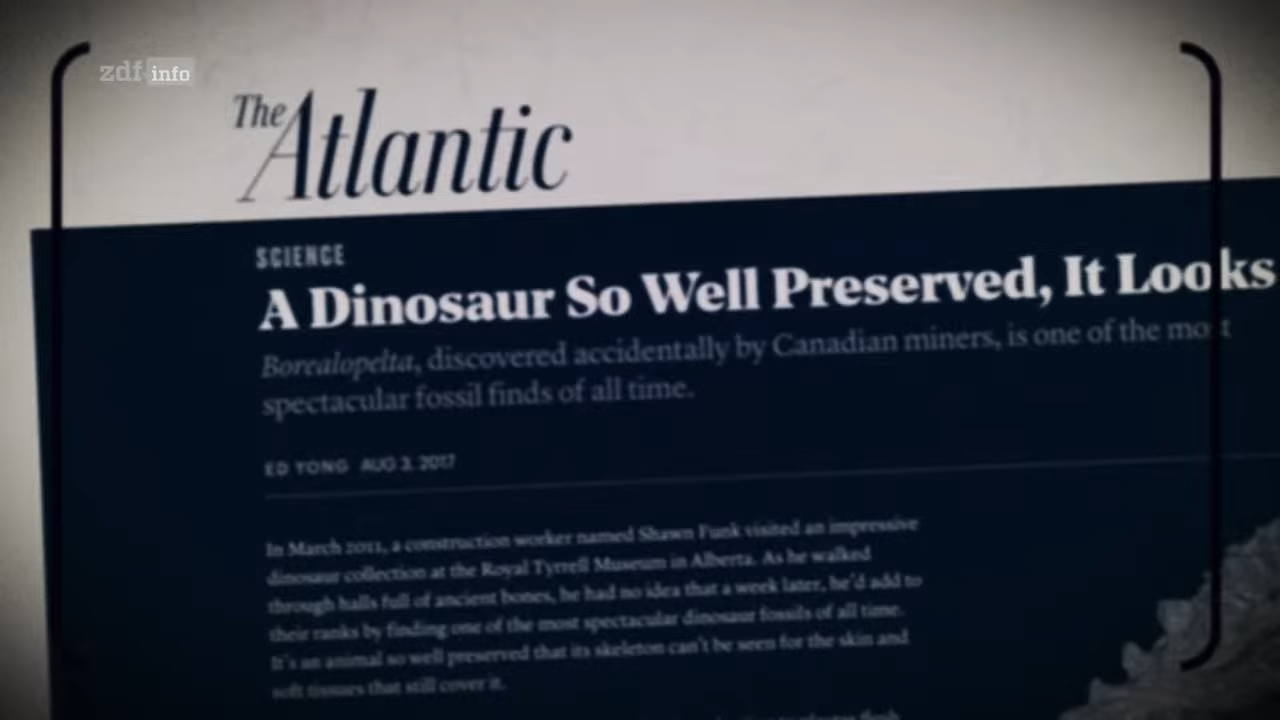 zdf info
The Atlantic
SCIENCE
A Dinosaur So Well Preserved, It Looks
Borealopelta, discovered accidentally by Canadian miners, is one of the most
spectacular fossil finds of all time.
ED YONG AUG 3, 2017
In March 2011, a construction worker named Shawn Funk visited an impressive
dinosaur collection at the Royal Tyrrell Museum in Alberta. As he walked
through halls full of ancient bones, he had no idea that a week later, he'd add to
their ranks by finding one of the most spectacular dinosaur fossils of all time.
It's an animal so well preserved that its skeleton can't be seen for the skin and
soft tissues that still cover it.